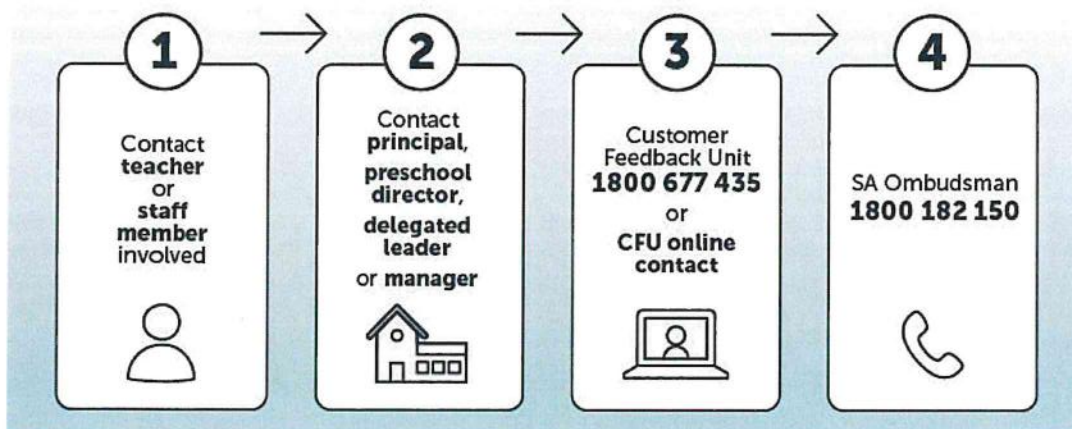 1
Contact
teacher
or
staff
member
involved
2
Contact
principal,
preschool
director,
delegated
leader
or manager
3
Customer
Feedback Unit
1800 677 435
or
CFU online
contact
4
SA Ombudsman
1800 182 150